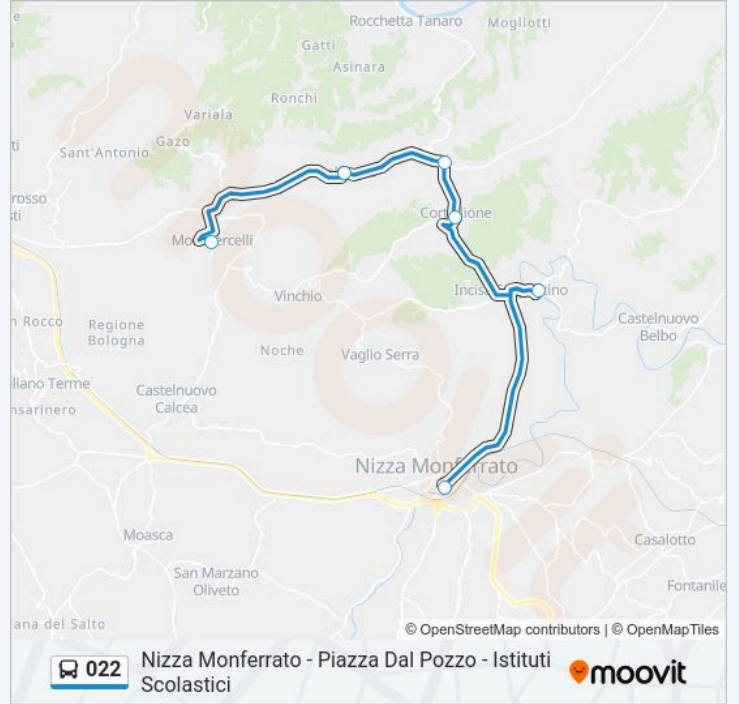 Rocchetta Tanaro
Mogliotti
Gatti
Asinara
Ronchi
Variala
Gazo
Sant'Antonio
Vinchio
Noche
Vaglio Serra
Castelnuovo
Belbo
Regione
Bologna
Castelnuovo
Calcea
Nizza Monferrato
Moasca
San Marzano
Oliveto
Casalotto
© OpenStreetMap contributors | © OpenMapTiles
022
Nizza Monferrato - Piazza Dal Pozzo - Istituti
Scolastici
moovit